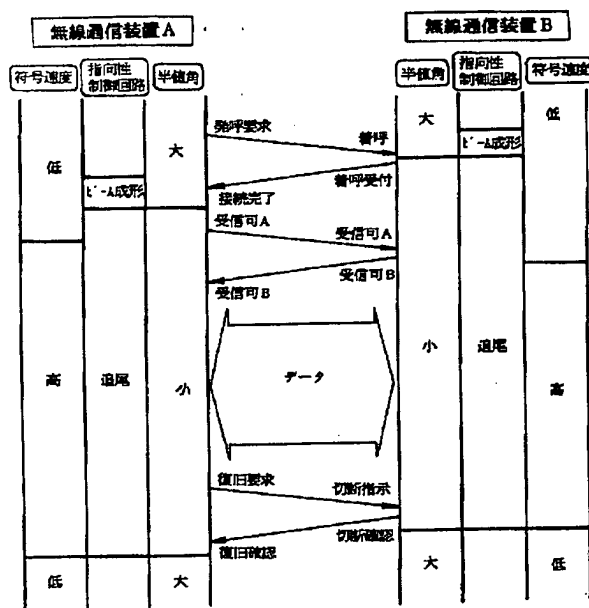 無線通信装置A
無線通信装置B
符号速度
指向性
制御回路
半値角
半値角
指向性
制御回路
符号速度
低
大
発呼要求
着呼
大
低
ビーム成形
ビーム成形
着呼受付
接続完了
受信可A
受信可A
受信可B
受信可B
高
追尾
小
データ
小
追尾
高
復旧要求
切断指示
切断確認
復旧確認
低
大
大
低